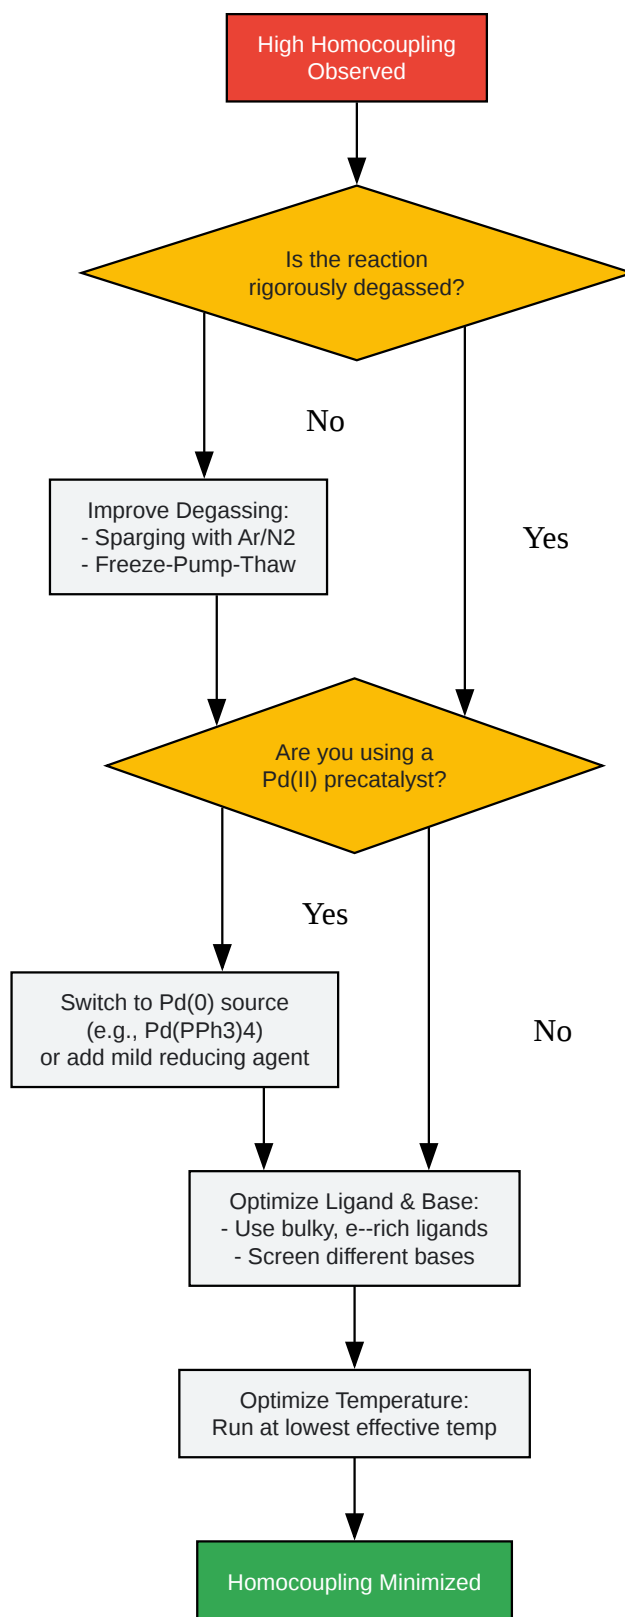 High Homocoupling
Observed
Is the reaction
rigorously degassed?
No
Yes
Improve Degassing:
- Sparging with Ar/N2
- Freeze-Pump-Thaw
Are you using a
Pd(II) precatalyst?
Yes
No
Switch to Pd(0) source
(e.g., Pd(PPh3)4)
or add mild reducing agent
Optimize Ligand & Base:
- Use bulky, e--rich ligands
- Screen different bases
Optimize Temperature:
Run at lowest effective temp
Homocoupling Minimized